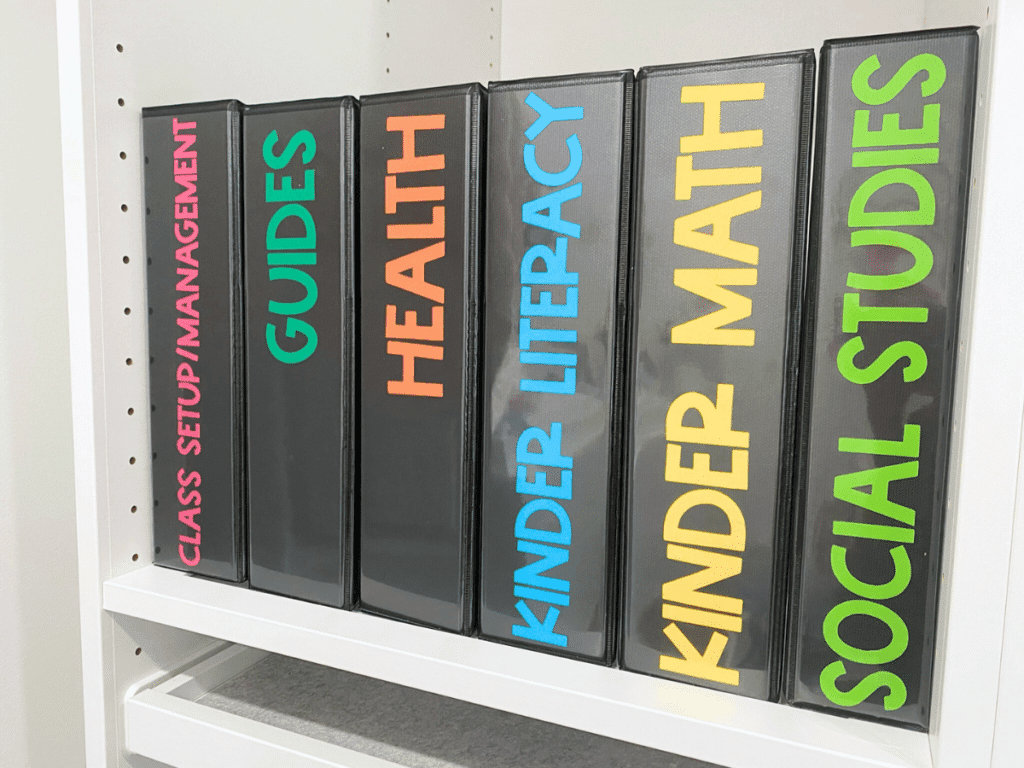 CLASS SETUP/MANAGEMENT
GUIDES
HEALTH
KINDER LITERACY
KINDER MATH
SOCIAL STUDIES